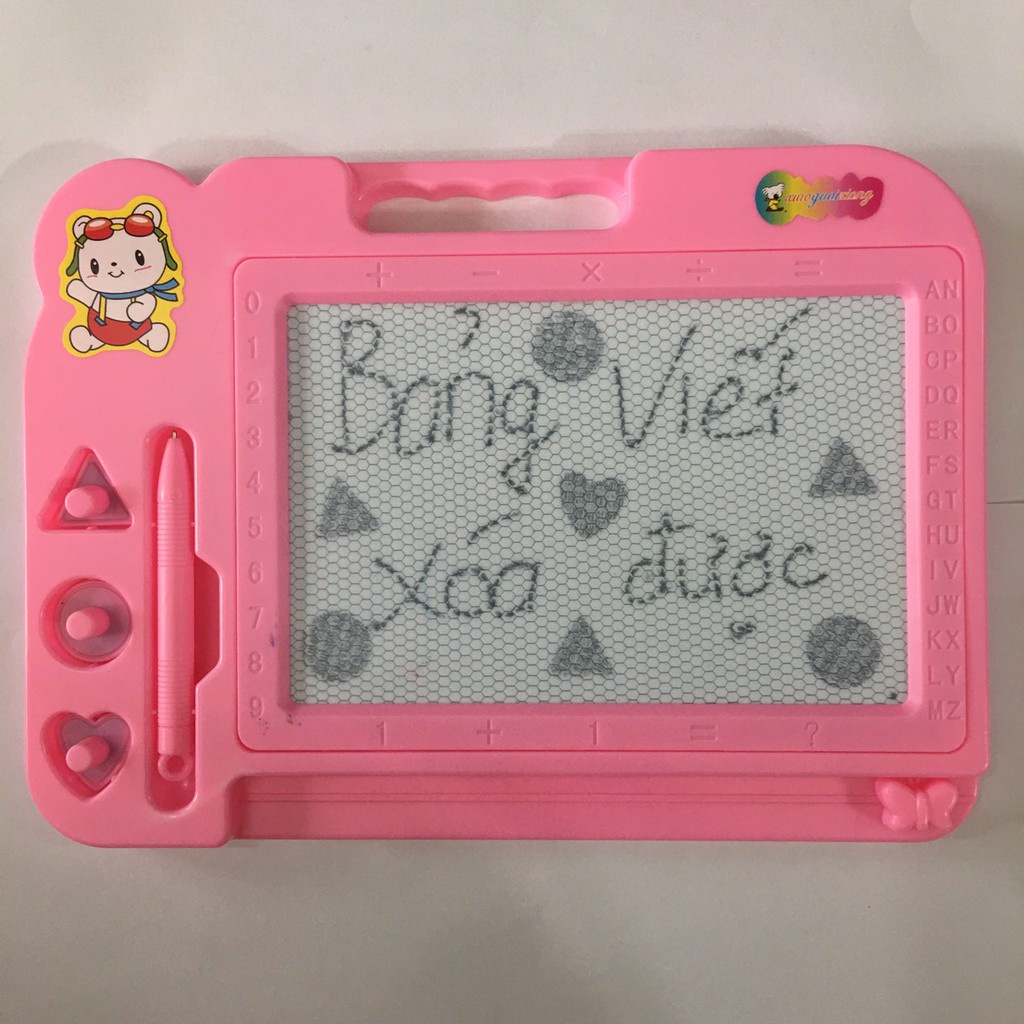 xiaoguaixiong
+ − × ÷ =
0
1
2
3
4
5
6
7
8
9
Bảng Viết
xóa được
AN
BO
CP
DQ
ER
FS
GT
HU
IV
JW
KX
LY
MZ
1 + 1 = ?